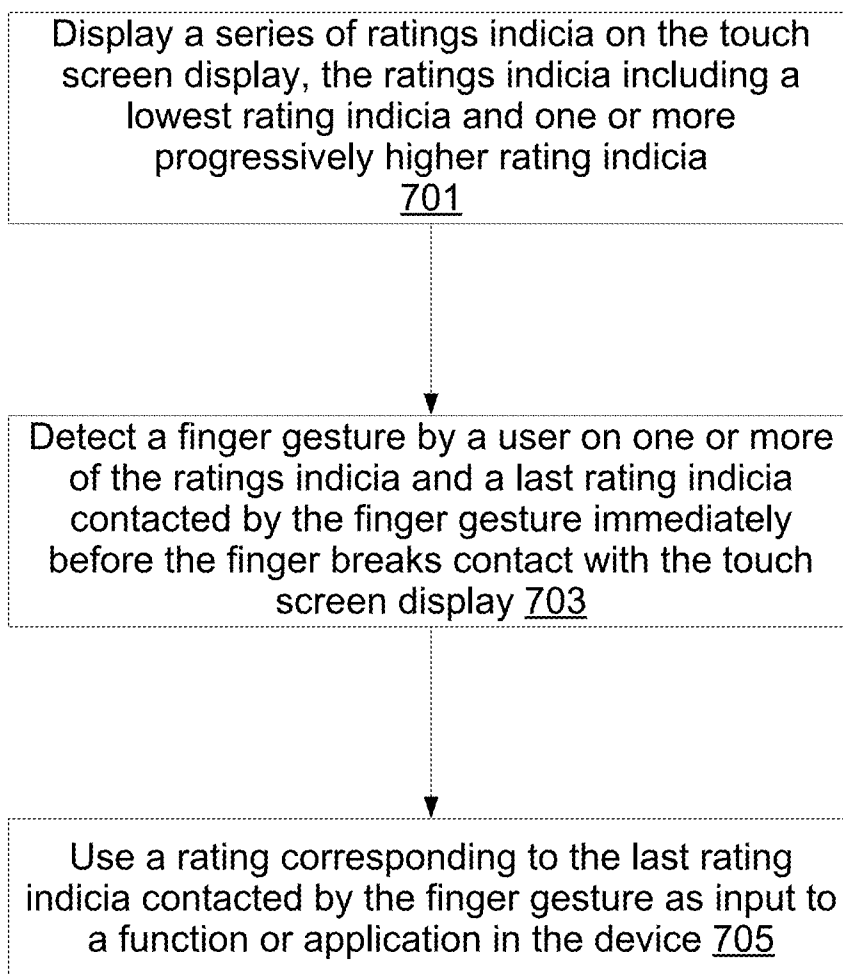 Display a series of ratings indicia on the touch
screen display, the ratings indicia including a
lowest rating indicia and one or more
progressively higher rating indicia
701
Detect a finger gesture by a user on one or more
of the ratings indicia and a last rating indicia
contacted by the finger gesture immediately
before the finger breaks contact with the touch
screen display 703
Use a rating corresponding to the last rating
indicia contacted by the finger gesture as input to
a function or application in the device 705